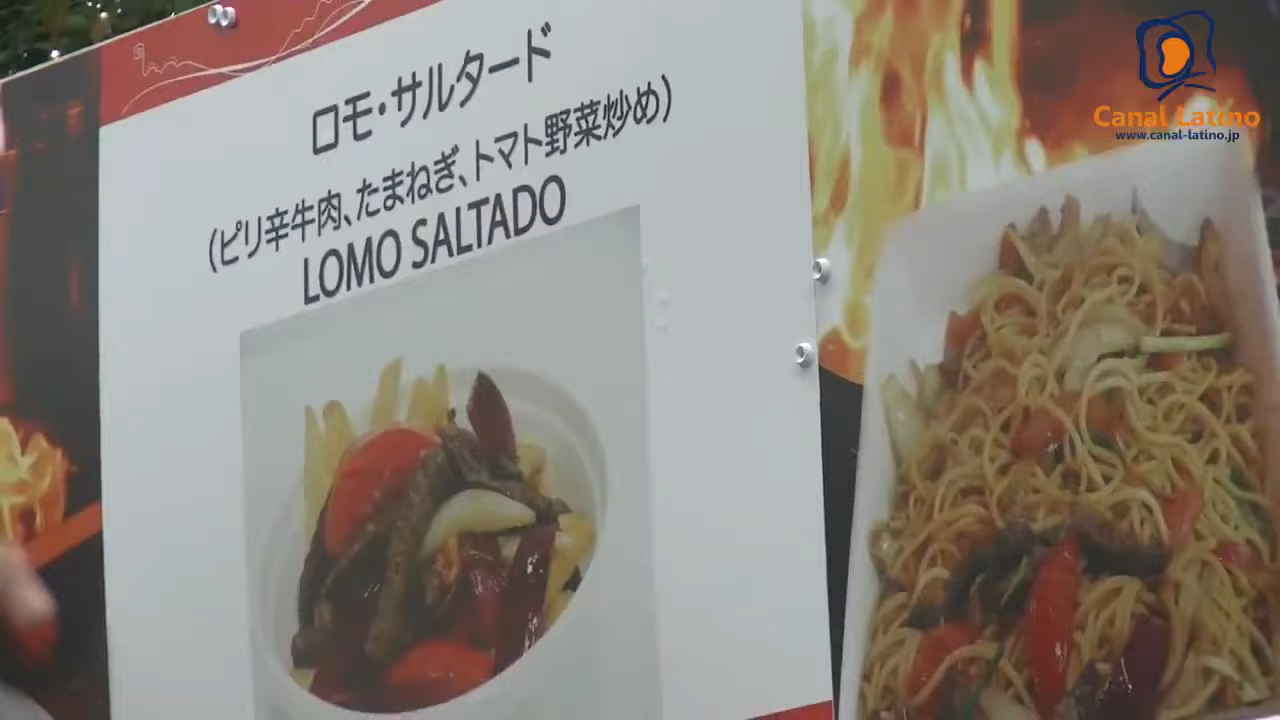 ロモ・サルタード
(ピリ辛牛肉、たまねぎ、トマト野菜炒め)
LOMO SALTADO
Canal Latino
www.canal-latino.jp